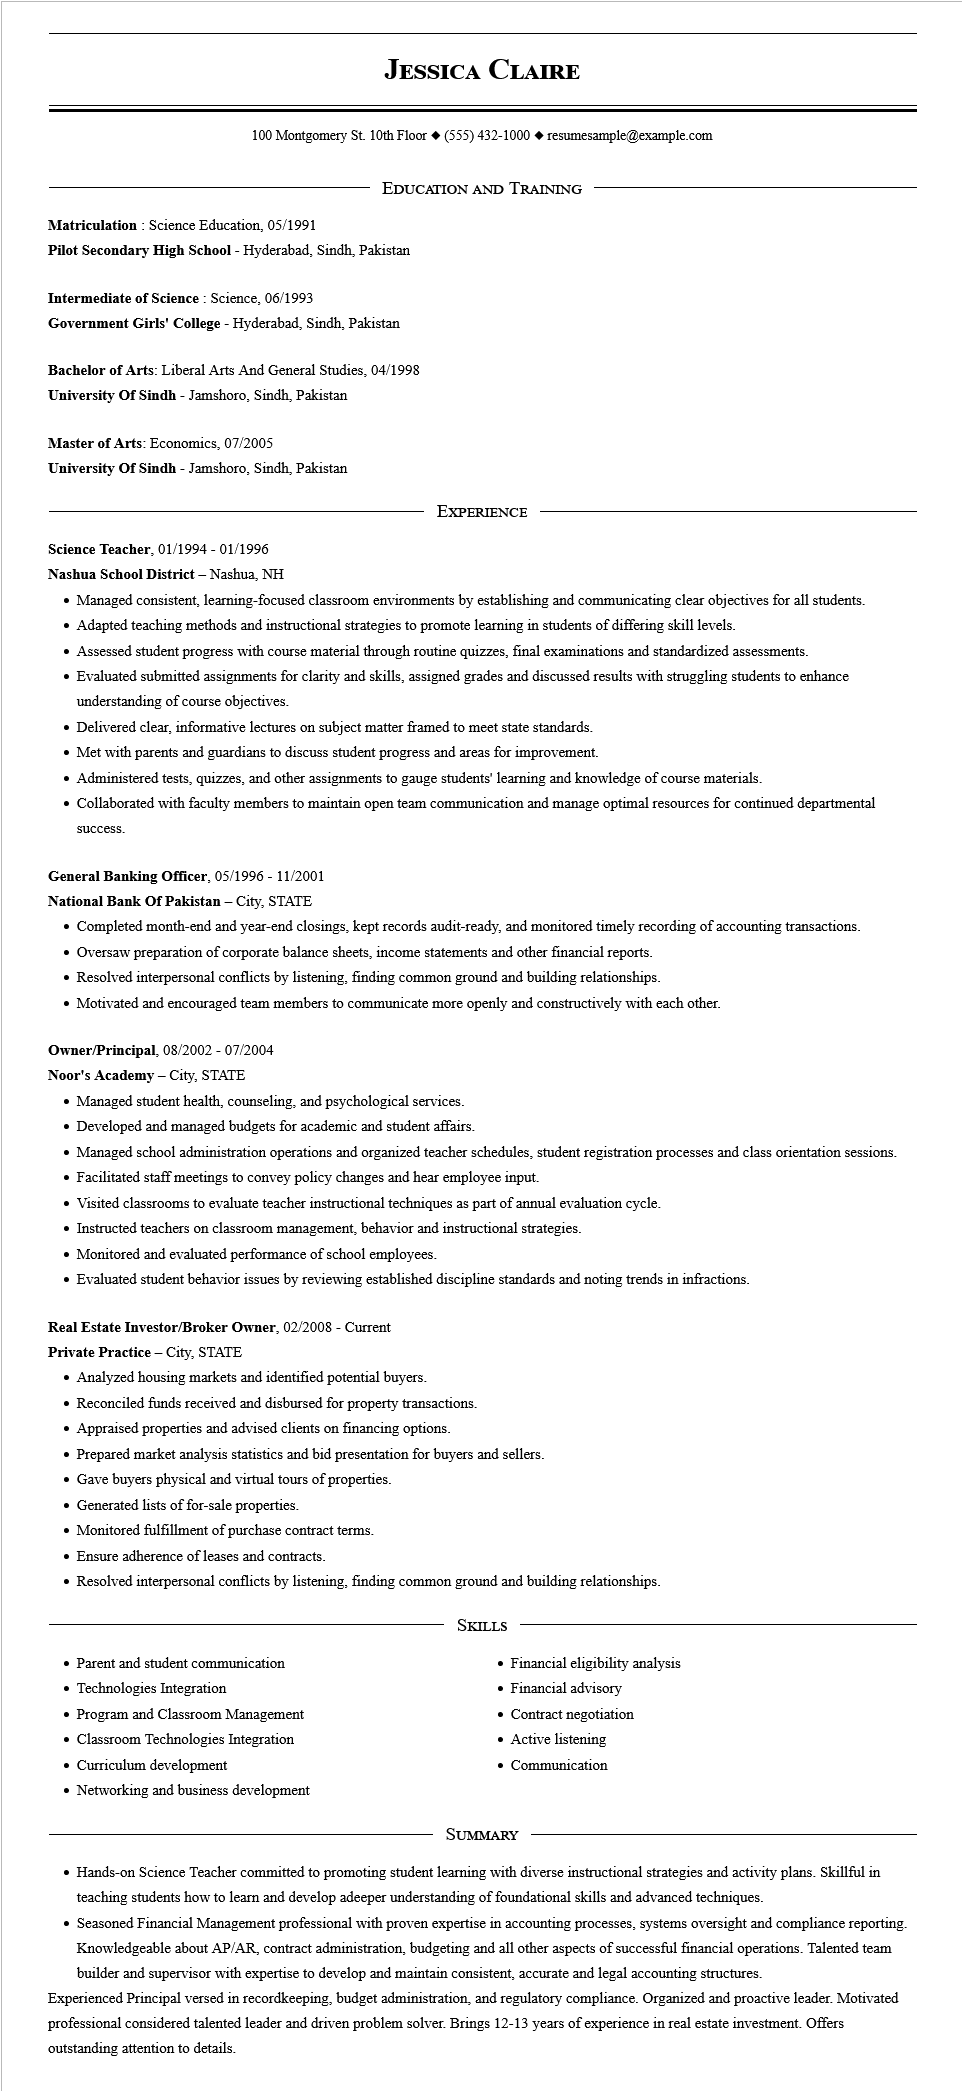 Jessica Claire
100 Montgomery St. 10th Floor ◆ (555) 432-1000 ◆ resumesample@example.com
Education and Training
Matriculation : Science Education, 05/1991
Pilot Secondary High School - Hyderabad, Sindh, Pakistan
Intermediate of Science : Science, 06/1993
Government Girls' College - Hyderabad, Sindh, Pakistan
Bachelor of Arts: Liberal Arts And General Studies, 04/1998
University Of Sindh - Jamshoro, Sindh, Pakistan
Master of Arts: Economics, 07/2005
University Of Sindh - Jamshoro, Sindh, Pakistan
Experience
Science Teacher, 01/1994 - 01/1996
Nashua School District – Nashua, NH
• Managed consistent, learning-focused classroom environments by establishing and communicating clear objectives for all students.
• Adapted teaching methods and instructional strategies to promote learning in students of differing skill levels.
• Assessed student progress with course material through routine quizzes, final examinations and standardized assessments.
• Evaluated submitted assignments for clarity and skills, assigned grades and discussed results with struggling students to enhance
understanding of course objectives.
• Delivered clear, informative lectures on subject matter framed to meet state standards.
• Met with parents and guardians to discuss student progress and areas for improvement.
• Administered tests, quizzes, and other assignments to gauge students' learning and knowledge of course materials.
• Collaborated with faculty members to maintain open team communication and manage optimal resources for continued departmental
success.
General Banking Officer, 05/1996 - 11/2001
National Bank Of Pakistan – City, STATE
• Completed month-end and year-end closings, kept records audit-ready, and monitored timely recording of accounting transactions.
• Oversaw preparation of corporate balance sheets, income statements and other financial reports.
• Resolved interpersonal conflicts by listening, finding common ground and building relationships.
• Motivated and encouraged team members to communicate more openly and constructively with each other.
Owner/Principal, 08/2002 - 07/2004
Noor's Academy – City, STATE
• Managed student health, counseling, and psychological services.
• Developed and managed budgets for academic and student affairs.
• Managed school administration operations and organized teacher schedules, student registration processes and class orientation sessions.
• Facilitated staff meetings to convey policy changes and hear employee input.
• Visited classrooms to evaluate teacher instructional techniques as part of annual evaluation cycle.
• Instructed teachers on classroom management, behavior and instructional strategies.
• Monitored and evaluated performance of school employees.
• Evaluated student behavior issues by reviewing established discipline standards and noting trends in infractions.
Real Estate Investor/Broker Owner, 02/2008 - Current
Private Practice – City, STATE
• Analyzed housing markets and identified potential buyers.
• Reconciled funds received and disbursed for property transactions.
• Appraised properties and advised clients on financing options.
• Prepared market analysis statistics and bid presentation for buyers and sellers.
• Gave buyers physical and virtual tours of properties.
• Generated lists of for-sale properties.
• Monitored fulfillment of purchase contract terms.
• Ensure adherence of leases and contracts.
• Resolved interpersonal conflicts by listening, finding common ground and building relationships.
Skills
• Parent and student communication
• Technologies Integration
• Program and Classroom Management
• Classroom Technologies Integration
• Curriculum development
• Networking and business development
• Financial eligibility analysis
• Financial advisory
• Contract negotiation
• Active listening
• Communication
Summary
• Hands-on Science Teacher committed to promoting student learning with diverse instructional strategies and activity plans. Skillful in
teaching students how to learn and develop adeeper understanding of foundational skills and advanced techniques.
• Seasoned Financial Management professional with proven expertise in accounting processes, systems oversight and compliance reporting.
Knowledgeable about AP/AR, contract administration, budgeting and all other aspects of successful financial operations. Talented team
builder and supervisor with expertise to develop and maintain consistent, accurate and legal accounting structures.
Experienced Principal versed in recordkeeping, budget administration, and regulatory compliance. Organized and proactive leader. Motivated
professional considered talented leader and driven problem solver. Brings 12-13 years of experience in real estate investment. Offers
outstanding attention to details.